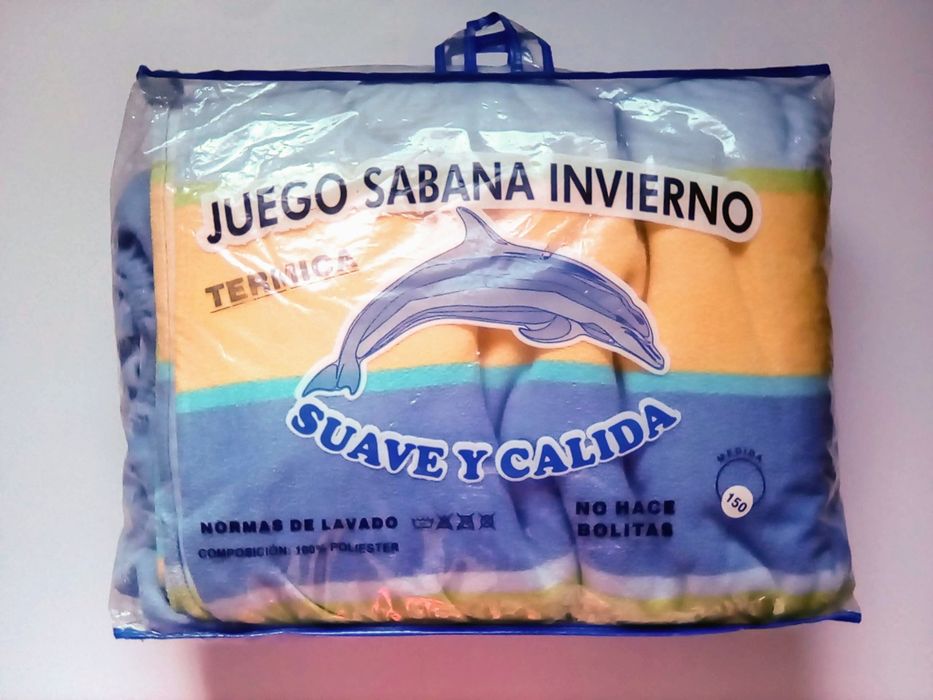 JUEGO SABANA INVIERNO
TERMICA
SUAVE Y CALIDA
MEDIDA
150
NORMAS DE LAVADO
NO HACE
BOLITAS
COMPOSICIÓN: 100% POLIESTER